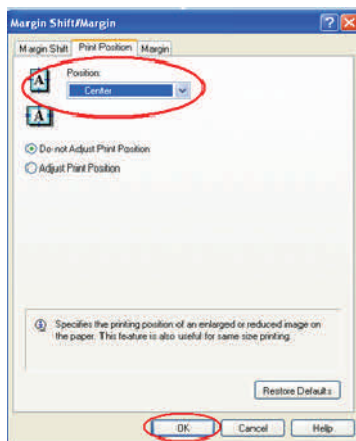 Margin Shift/Margin
Margin Shift Print Position Margin
Position:
A
Center
A
Do not Adjust Print Position
Adjust Print Position
Specifies the printing position of an enlarged or reduced image on
the paper. This feature is also useful for same size printing.
Restore Defaults
OK Cancel Help